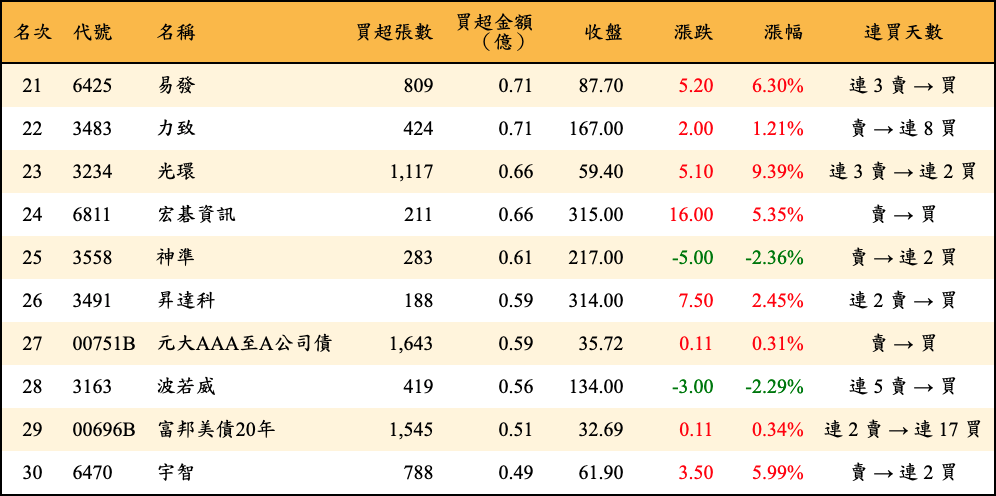 名次 代號 名稱 買超張數 買超金額（億） 收盤 漲跌 漲幅 連買天數
21 6425 易發 809 0.71 87.70 5.20 6.30% 連 3 賣 → 買
22 3483 力致 424 0.71 167.00 2.00 1.21% 賣 → 連 8 買
23 3234 光環 1,117 0.66 59.40 5.10 9.39% 連 3 賣 → 連 2 買
24 6811 宏碁資訊 211 0.66 315.00 16.00 5.35% 賣 → 買
25 3558 神準 283 0.61 217.00 -5.00 -2.36% 賣 → 連 2 買
26 3491 昇達科 188 0.59 314.00 7.50 2.45% 連 2 賣 → 買
27 00751B 元大AAA至A公司債 1,643 0.59 35.72 0.11 0.31% 賣 → 買
28 3163 波若威 419 0.56 134.00 -3.00 -2.29% 連 5 賣 → 買
29 00696B 富邦美債20年 1,545 0.51 32.69 0.11 0.34% 連 2 賣 → 連 17 買
30 6470 宇智 788 0.49 61.90 3.50 5.99% 賣 → 連 2 買